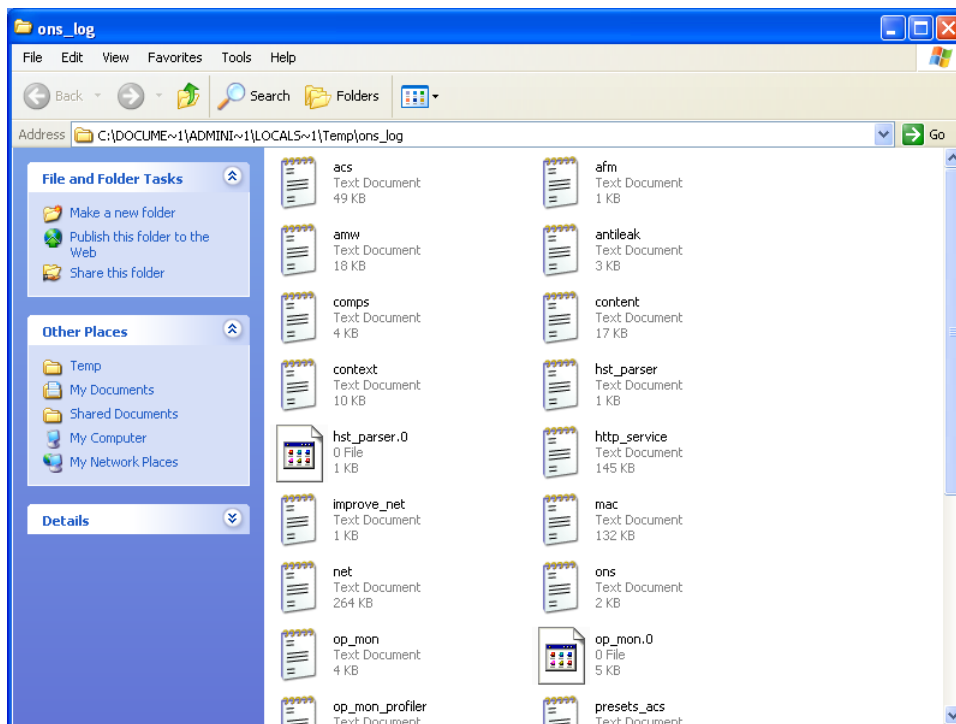 ons_log
File Edit View Favorites Tools Help
Back Search Folders
Address C:\DOCUME~1\ADMINI~1\LOCALS~1\Temp\ons_log Go
File and Folder Tasks
Make a new folder
Publish this folder to the
Web
Share this folder
Other Places
Temp
My Documents
Shared Documents
My Computer
My Network Places
Details
acs
Text Document
49 KB
afm
Text Document
1 KB
amw
Text Document
18 KB
antileak
Text Document
3 KB
comps
Text Document
4 KB
content
Text Document
17 KB
context
Text Document
10 KB
hst_parser
Text Document
1 KB
hst_parser.0
0 File
1 KB
http_service
Text Document
145 KB
improve_net
Text Document
1 KB
mac
Text Document
132 KB
net
Text Document
264 KB
ons
Text Document
2 KB
op_mon
Text Document
4 KB
op_mon.0
0 File
5 KB
op_mon_profiler
Text Document
presets_acs
Text Document